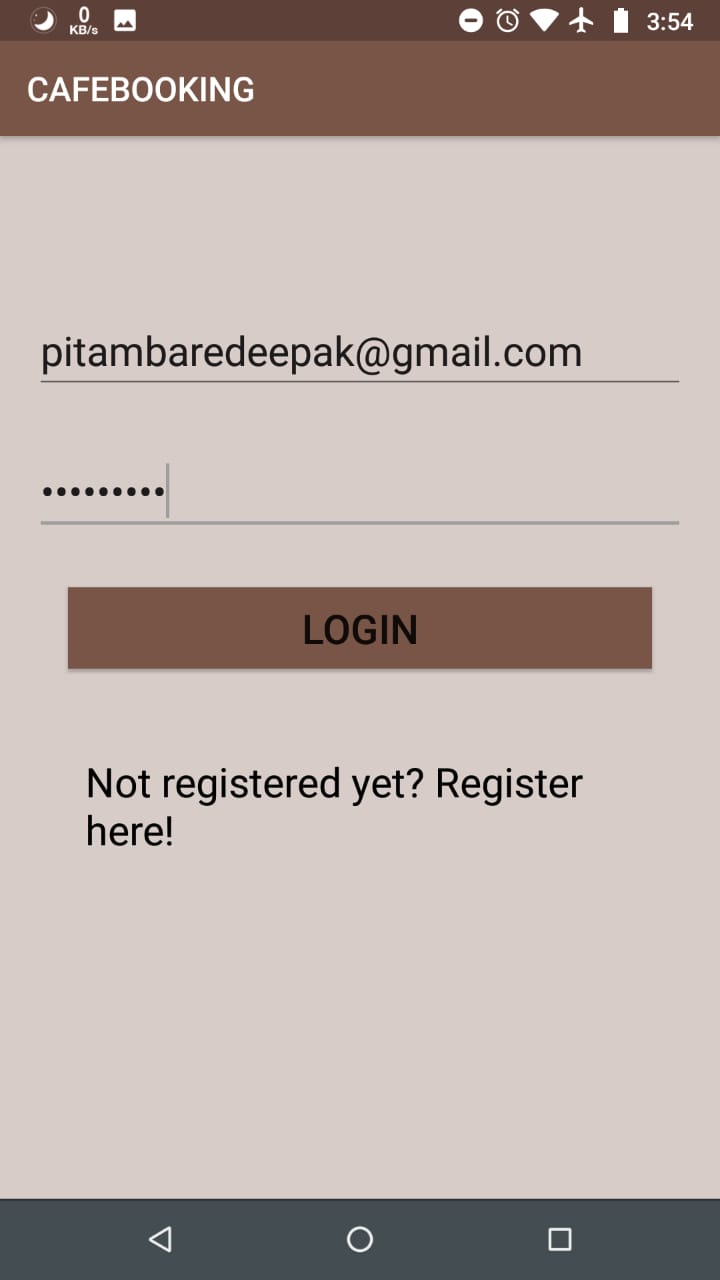 0
KB/s
3:54
CAFEBOOKING
pitambaredeepak@gmail.com
•••••••••
LOGIN
Not registered yet? Register
here!